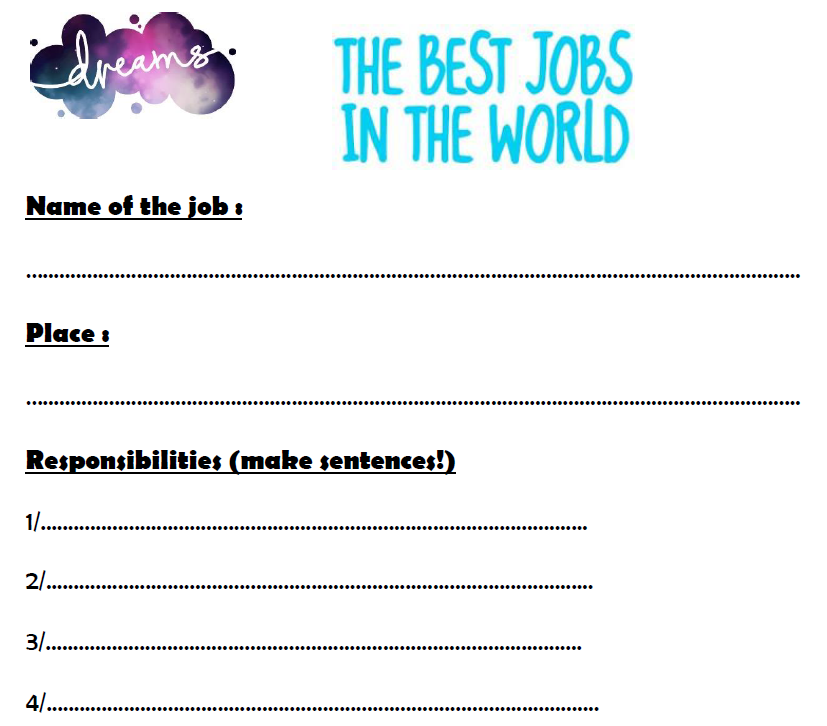 dreams
THE BEST JOBS
IN THE WORLD
Name of the job :
................................................................................................................................................
Place :
................................................................................................................................................
Responsibilities (make sentences!)
1/.....................................................................................................
2/.....................................................................................................
3/...................................................................................................
4/......................................................................................................